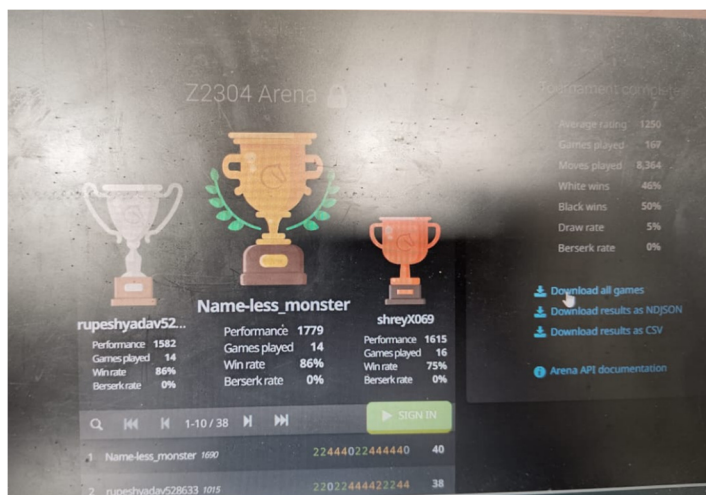 Z2304 Arena
Tournament complete
Average rating 1250
Games played 167
Moves played 8,364
White wins 46%
Black wins 50%
Draw rate 5%
Berserk rate 0%
Download all games
Download results as NDJSON
Download results as CSV
Arena API documentation
rupeshyadav52...
Performance 1582
Games played 14
Win rate 86%
Berserk rate 0%
Name-less_monster
Performance 1779
Games played 14
Win rate 86%
Berserk rate 0%
shreyX069
Performance 1615
Games played 16
Win rate 75%
Berserk rate 0%
1-10 / 38
SIGN IN
1 Name-less_monster 1690 22444022444440 40
2 rupeshyadav528633 1015 22022444422244 38